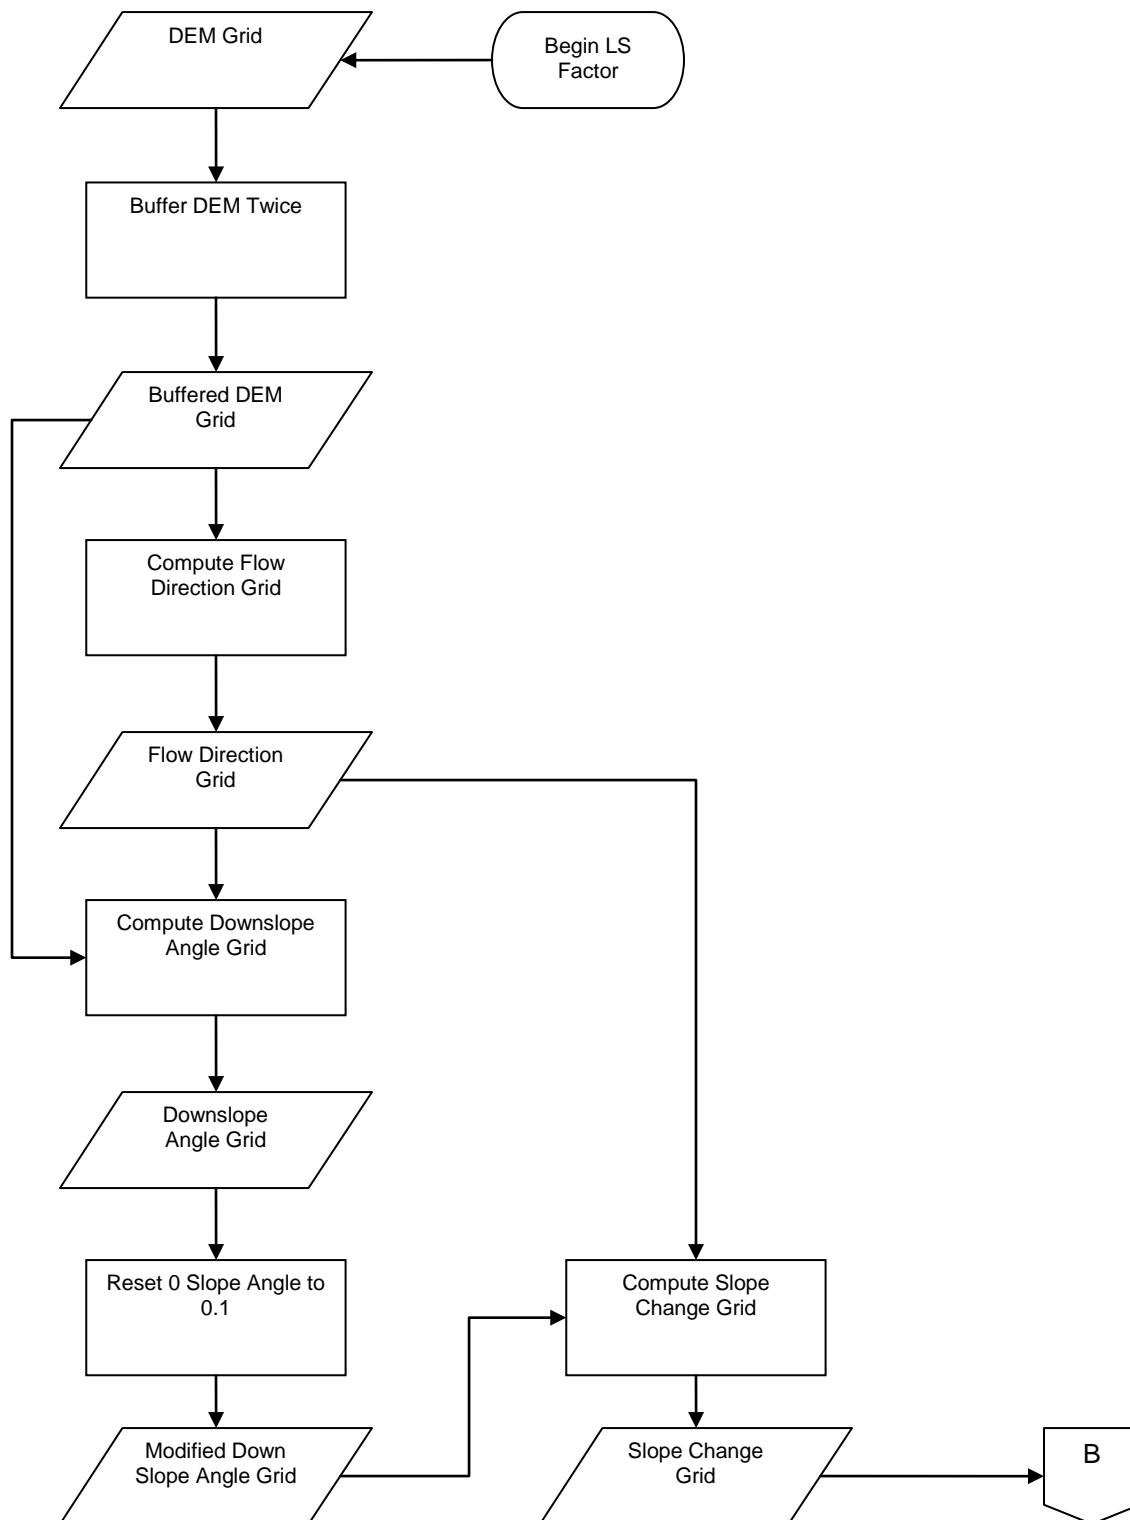 DEM Grid
Begin LS
Factor
Buffer DEM Twice
Buffered DEM
Grid
Compute Flow
Direction Grid
Flow Direction
Grid
Compute Downslope
Angle Grid
Downslope
Angle Grid
Reset 0 Slope Angle to
0.1
Compute Slope
Change Grid
Modified Down
Slope Angle Grid
Slope Change
Grid
B